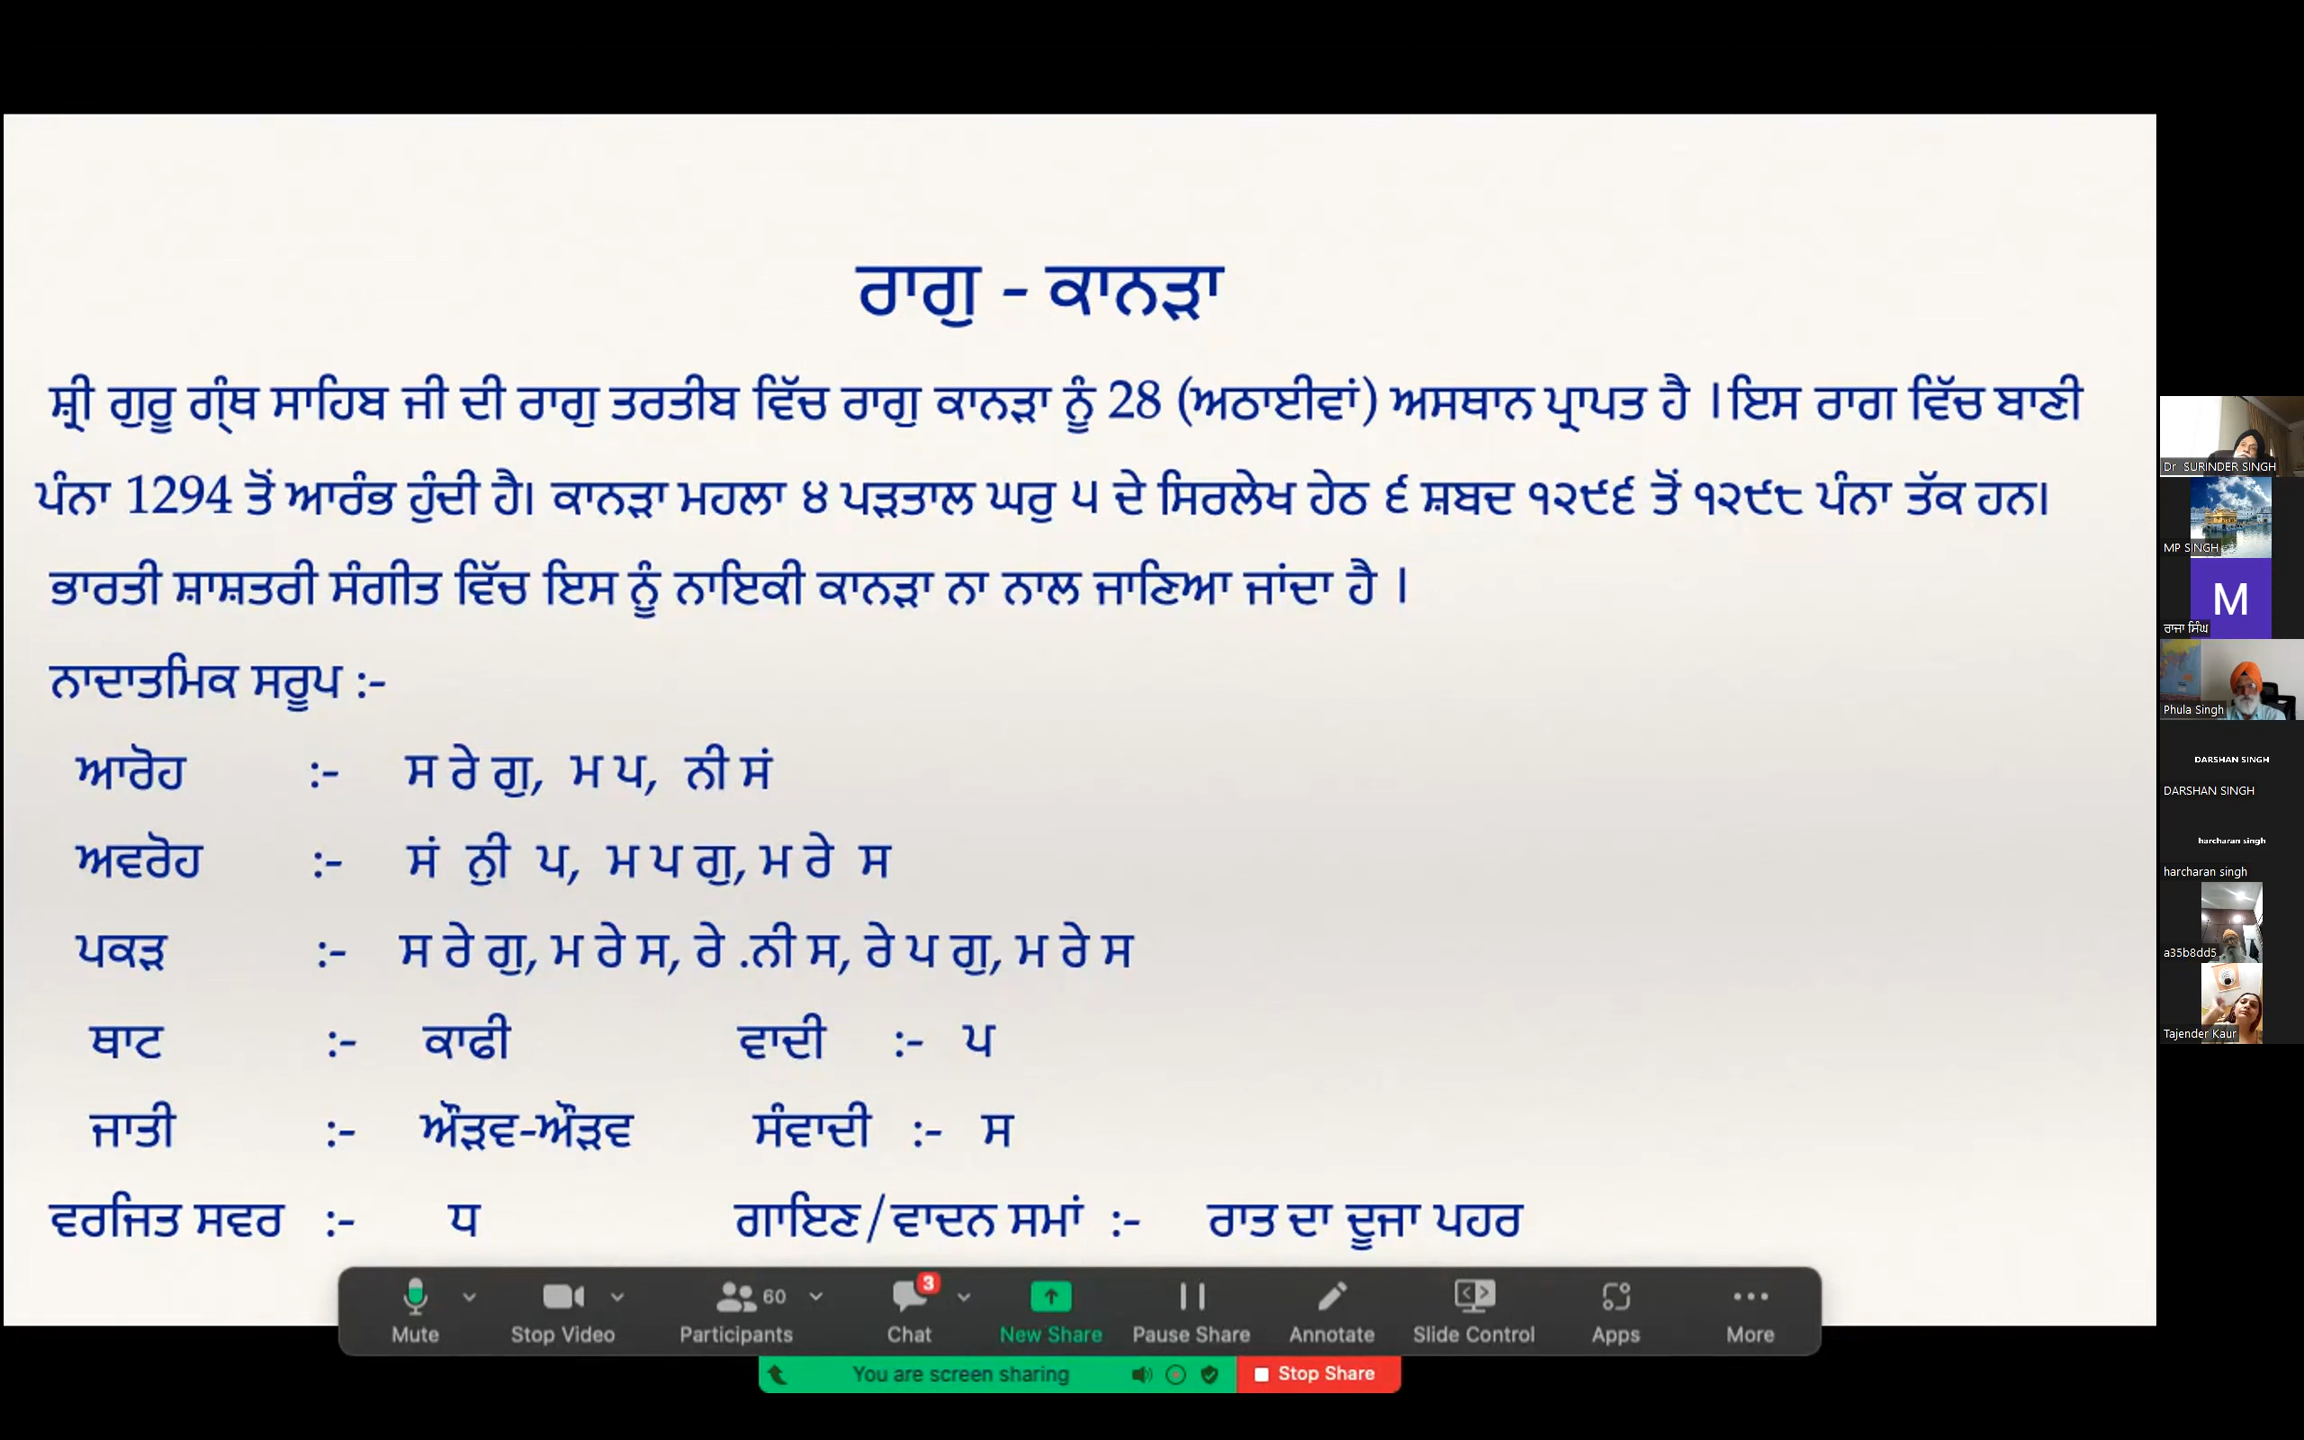 ਰਾਗੁ - ਕਾਨੜਾ
ਸ਼੍ਰੀ ਗੁਰੂ ਗ੍ਰੰਥ ਸਾਹਿਬ ਜੀ ਦੀ ਰਾਗੁ ਤਰਤੀਬ ਵਿੱਚ ਰਾਗੁ ਕਾਨੜਾ ਨੂੰ 28 (ਅਠਾਈਵਾਂ) ਅਸਥਾਨ ਪ੍ਰਾਪਤ ਹੈ ।ਇਸ ਰਾਗ ਵਿੱਚ ਬਾਣੀ
ਪੰਨਾ 1294 ਤੋਂ ਆਰੰਭ ਹੁੰਦੀ ਹੈ। ਕਾਨੜਾ ਮਹਲਾ ੪ ਪੜਤਾਲ ਘਰੁ ੫ ਦੇ ਸਿਰਲੇਖ ਹੇਠ ੬ ਸ਼ਬਦ ੧੨੯੬ ਤੋਂ ੧੨੯੮ ਪੰਨਾ ਤੱਕ ਹਨ।
ਭਾਰਤੀ ਸ਼ਾਸ਼ਤਰੀ ਸੰਗੀਤ ਵਿੱਚ ਇਸ ਨੂੰ ਨਾਇਕੀ ਕਾਨੜਾ ਨਾ ਨਾਲ ਜਾਣਿਆ ਜਾਂਦਾ ਹੈ ।
ਨਾਦਾਤਮਿਕ ਸਰੂਪ :-
ਆਰੋਹ :- ਸ ਰੇ ਗੁ, ਮ ਪ, ਨੀ ਸਂ
ਅਵਰੋਹ :- ਸਂ ਨੁੀ ਪ, ਮ ਪ ਗੁ, ਮ ਰੇ ਸ
ਪਕੜ :- ਸ ਰੇ ਗੁ, ਮ ਰੇ ਸ, ਰੇ .ਨੀ ਸ, ਰੇ ਪ ਗੁ, ਮ ਰੇ ਸ
ਥਾਟ :- ਕਾਫੀ ਵਾਦੀ :- ਪ
ਜਾਤੀ :- ਔੜਵ-ਔੜਵ ਸੰਵਾਦੀ :- ਸ
ਵਰਜਿਤ ਸਵਰ :- ਧ ਗਾਇਣ/ਵਾਦਨ ਸਮਾਂ :- ਰਾਤ ਦਾ ਦੂਜਾ ਪਹਰ
60 3
Mute Stop Video Participants Chat New Share Pause Share Annotate Slide Control Apps More
You are screen sharing Stop Share
Dr SURINDER SINGH
MP SINGH
M
ਰਾਜਾ ਸਿੰਘ
Phula Singh
DARSHAN SINGH
DARSHAN SINGH
harcharan singh
harcharan singh
a35b8dd5
Tajender Kaur